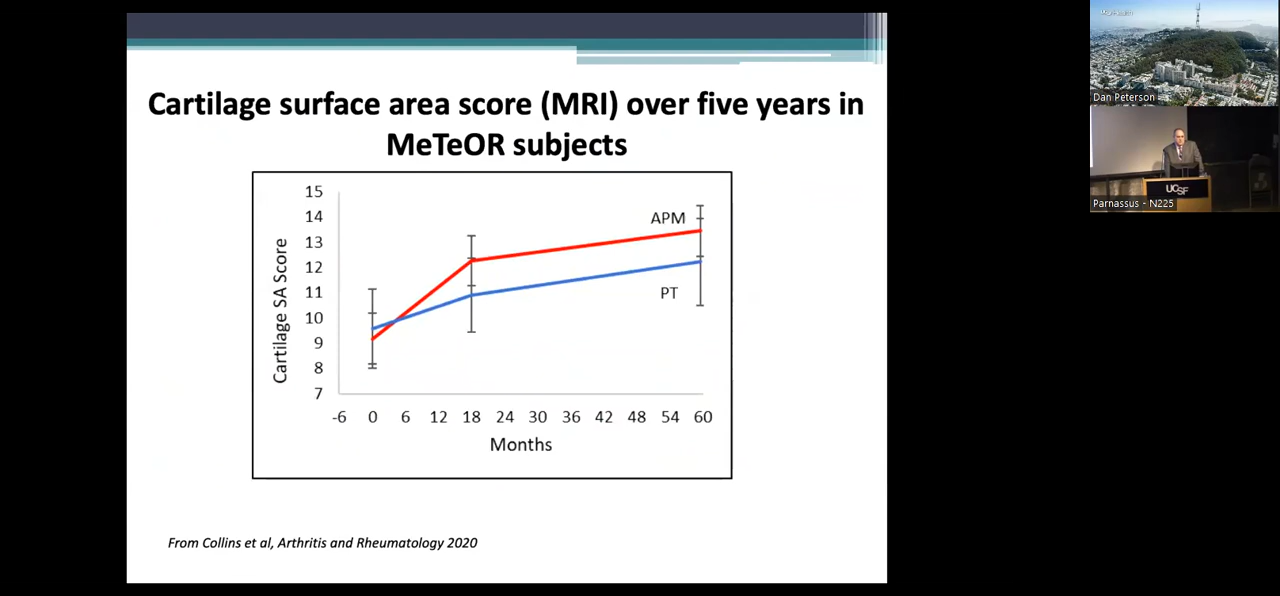 Cartilage surface area score (MRI) over five years in
MeTeOR subjects
15
14
13
12
11
10
9
8
7
Cartilage SA Score
APM
PT
-6 0 6 12 18 24 30 36 42 48 54 60
Months
From Collins et al, Arthritis and Rheumatology 2020
Dan Peterson
UCSF
Parnassus - N225